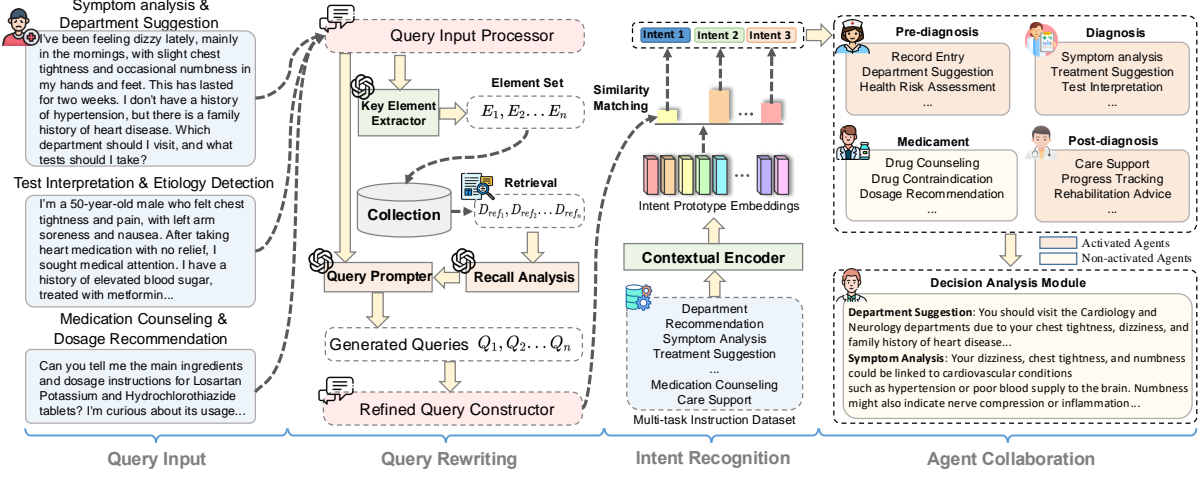 Symptom analysis &
Department Suggestion
I've been feeling dizzy lately, mainly
in the mornings, with slight chest
tightness and occasional numbness in
my hands and feet. This has lasted
for two weeks. I don't have a history
of hypertension, but there is a family
history of heart disease. Which
department should I visit, and what
tests should I take?
Test Interpretation & Etiology Detection
I'm a 50-year-old male who felt chest
tightness and pain, with left arm
soreness and nausea. After taking
heart medication with no relief, I
sought medical attention. I have a
history of elevated blood sugar,
treated with metformin...
Medication Counseling &
Dosage Recommendation
Can you tell me the main ingredients
and dosage instructions for Losartan
Potassium and Hydrochlorothiazide
tablets? I'm curious about its usage...
Query Input
Query Input Processor
Key Element
Extractor
Element Set
E1, E2... En
Collection
Retrieval
Dref1, Dref2... Drefn
Query Prompter
Recall Analysis
Generated Queries Q1, Q2... Qn
Refined Query Constructor
Query Rewriting
Intent 1
Intent 2
Intent 3
Similarity
Matching
...
...
Intent Prototype Embeddings
Contextual Encoder
Department
Recommendation
Symptom Analysis
Treatment Suggestion
...
Medication Counseling
Care Support
Multi-task Instruction Dataset
Intent Recognition
Pre-diagnosis
Record Entry
Department Suggestion
Health Risk Assessment
...
Diagnosis
Symptom analysis
Treatment Suggestion
Test Interpretation
...
Medicament
Drug Counseling
Drug Contraindication
Dosage Recommendation
...
Post-diagnosis
Care Support
Progress Tracking
Rehabilitation Advice
...
Activated Agents
Non-activated Agents
Decision Analysis Module
Department Suggestion: You should visit the Cardiology and
Neurology departments due to your chest tightness, dizziness, and
family history of heart disease...
Symptom Analysis: Your dizziness, chest tightness, and numbness
could be linked to cardiovascular conditions
such as hypertension or poor blood supply to the brain. Numbness
might also indicate nerve compression or inflammation...
Agent Collaboration